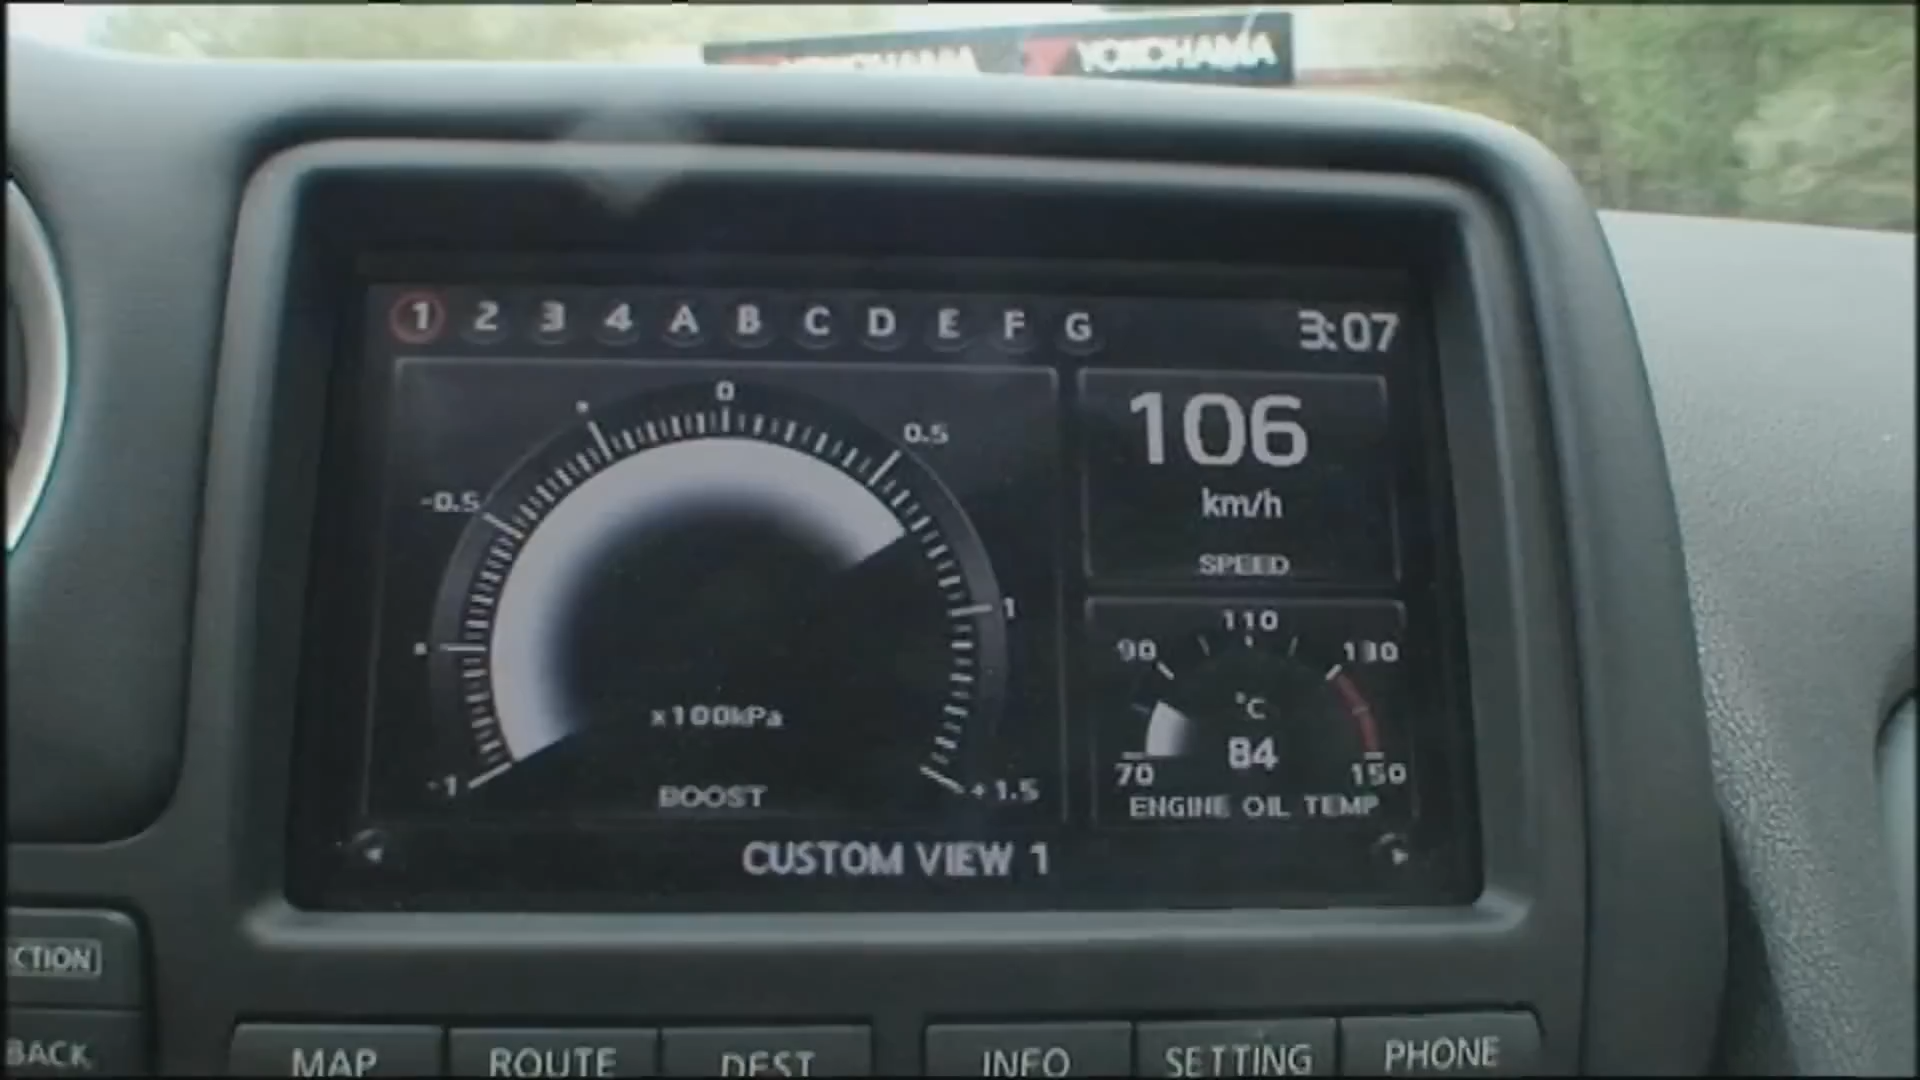 YOKOHAMA YOKOHAMA
1 2 3 4 A B C D E F G 3:07
0
0.5
-0.5
1
-1
+1.5
x100kPa
BOOST
106
km/h
SPEED
110
90 130
°C
84
70 150
ENGINE OIL TEMP
CUSTOM VIEW 1
CTION
BACK MAP ROUTE DEST INFO SETTING PHONE